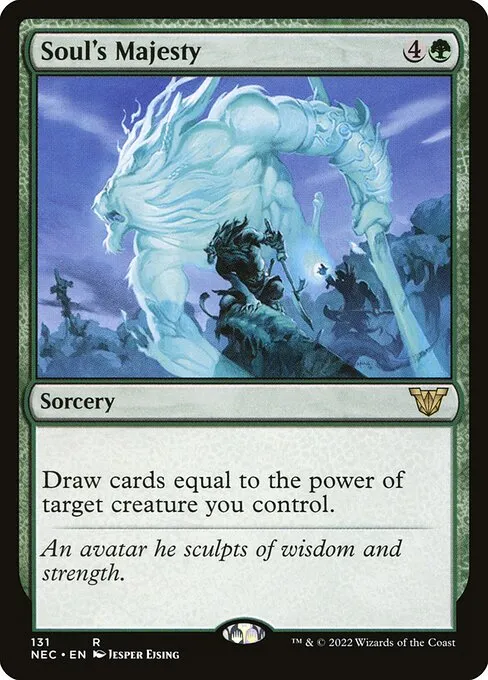 Soul's Majesty 4
Sorcery
Draw cards equal to the power of
target creature you control.
An avatar he sculpts of wisdom and
strength.
131 R
NEC • EN Jesper Ejsing
™ & © 2022 Wizards of the Coast